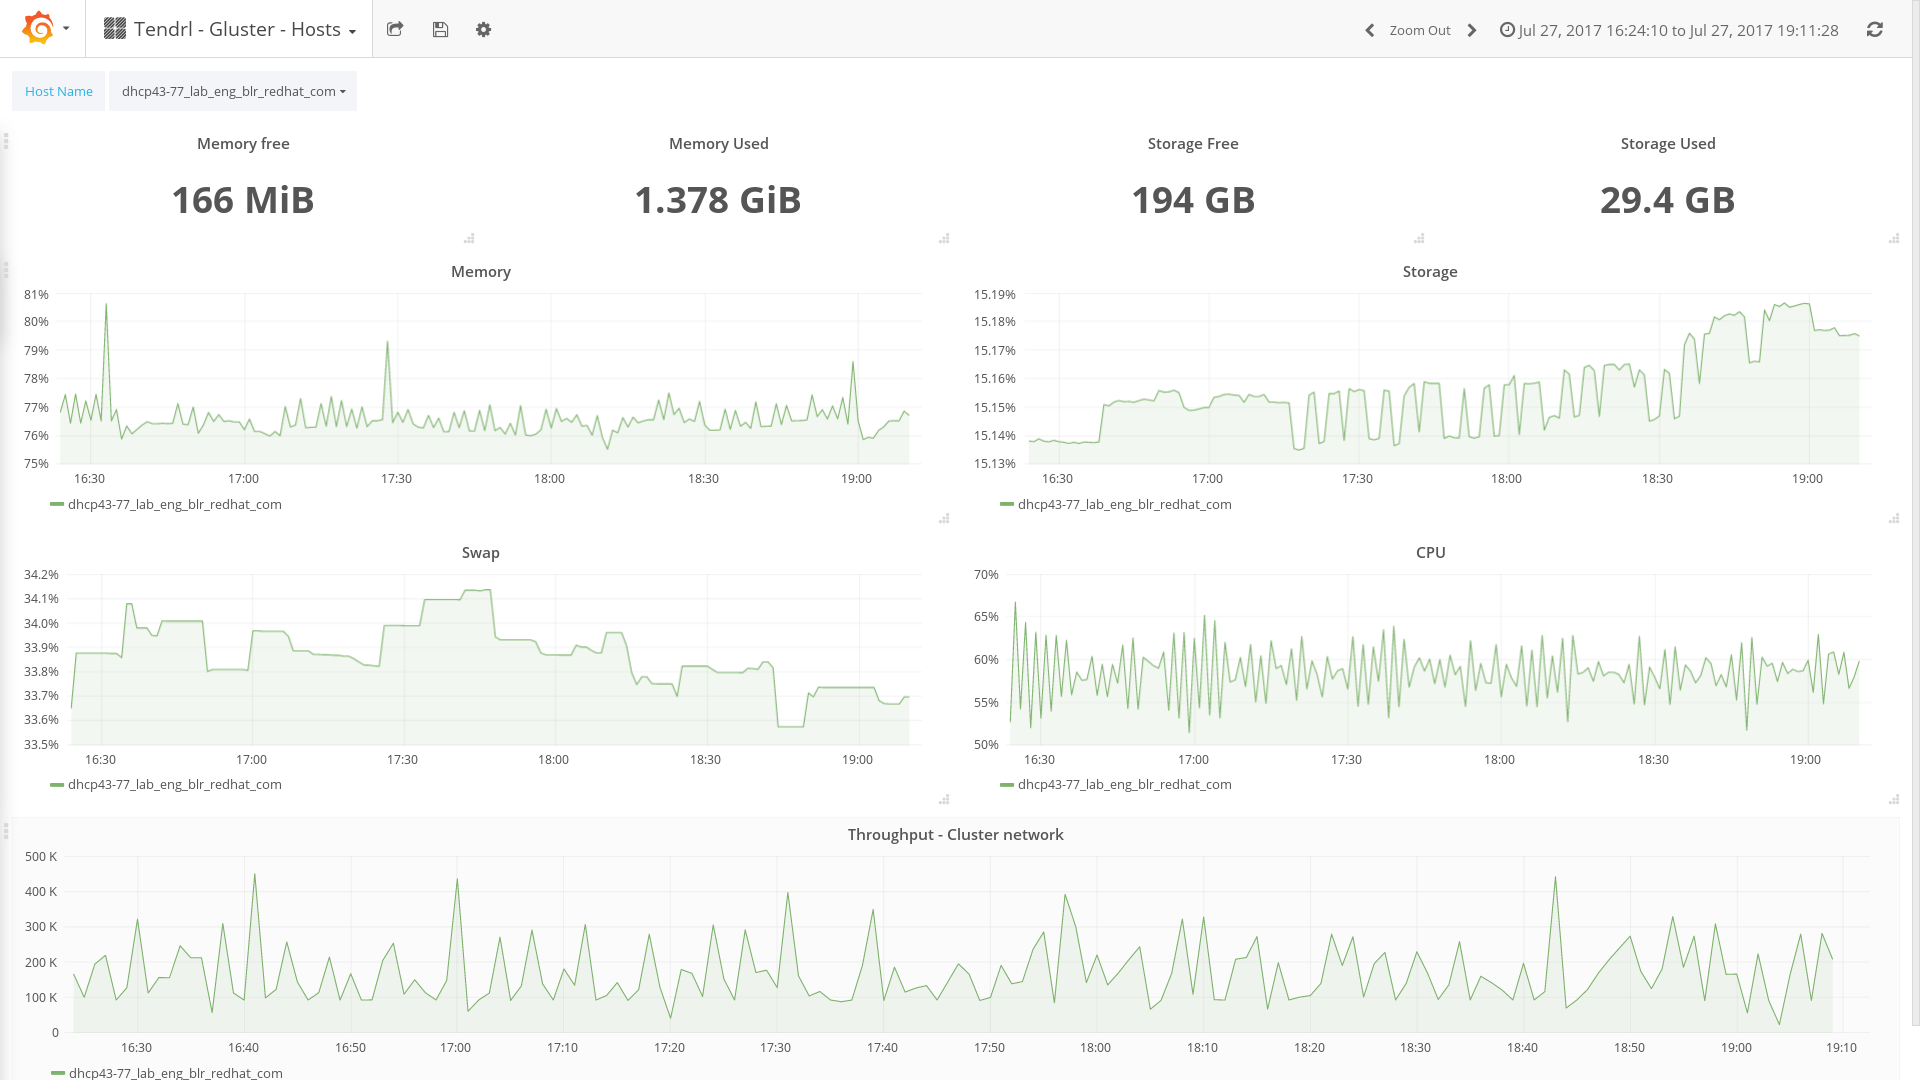 Tendrl - Gluster - Hosts
Zoom Out
Jul 27, 2017 16:24:10 to Jul 27, 2017 19:11:28
Host Name
dhcp43-77_lab_eng_blr_redhat_com
Memory free
Memory Used
Storage Free
Storage Used
166 MiB
1.378 GiB
194 GB
29.4 GB
Memory
81%
80%
79%
78%
77%
76%
75%
16:30 17:00 17:30 18:00 18:30 19:00
dhcp43-77_lab_eng_blr_redhat_com
Storage
15.19%
15.18%
15.17%
15.16%
15.15%
15.14%
15.13%
16:30 17:00 17:30 18:00 18:30 19:00
dhcp43-77_lab_eng_blr_redhat_com
Swap
34.2%
34.1%
34.0%
33.9%
33.8%
33.7%
33.6%
33.5%
16:30 17:00 17:30 18:00 18:30 19:00
dhcp43-77_lab_eng_blr_redhat_com
CPU
70%
65%
60%
55%
50%
16:30 17:00 17:30 18:00 18:30 19:00
dhcp43-77_lab_eng_blr_redhat_com
Throughput - Cluster network
500 K
400 K
300 K
200 K
100 K
0
16:30 16:40 16:50 17:00 17:10 17:20 17:30 17:40 17:50 18:00 18:10 18:20 18:30 18:40 18:50 19:00 19:10
dhcp43-77_lab_eng_blr_redhat_com